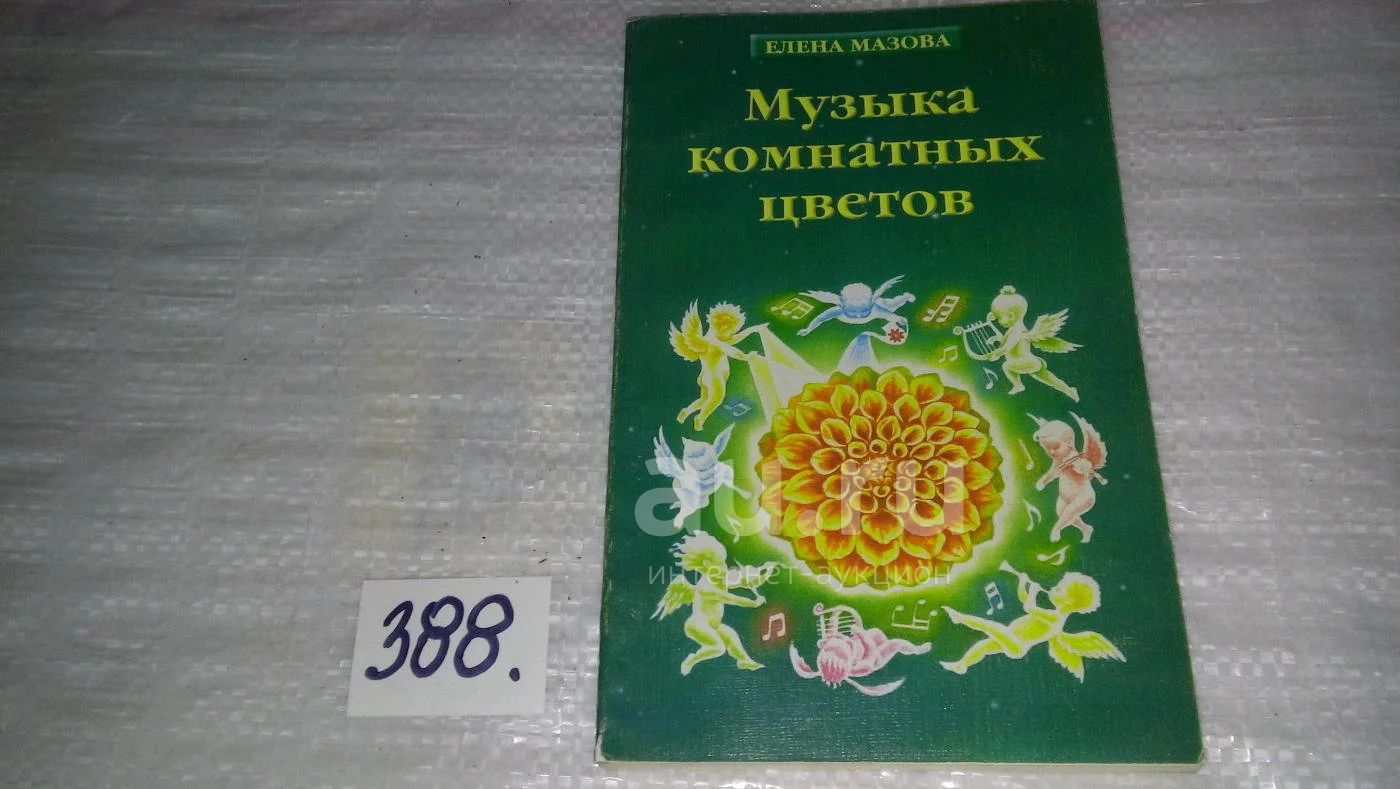 ЕЛЕНА МАЗОВА
Музыка
комнатных
цветов
au.ru
интернет-аукцион
388.